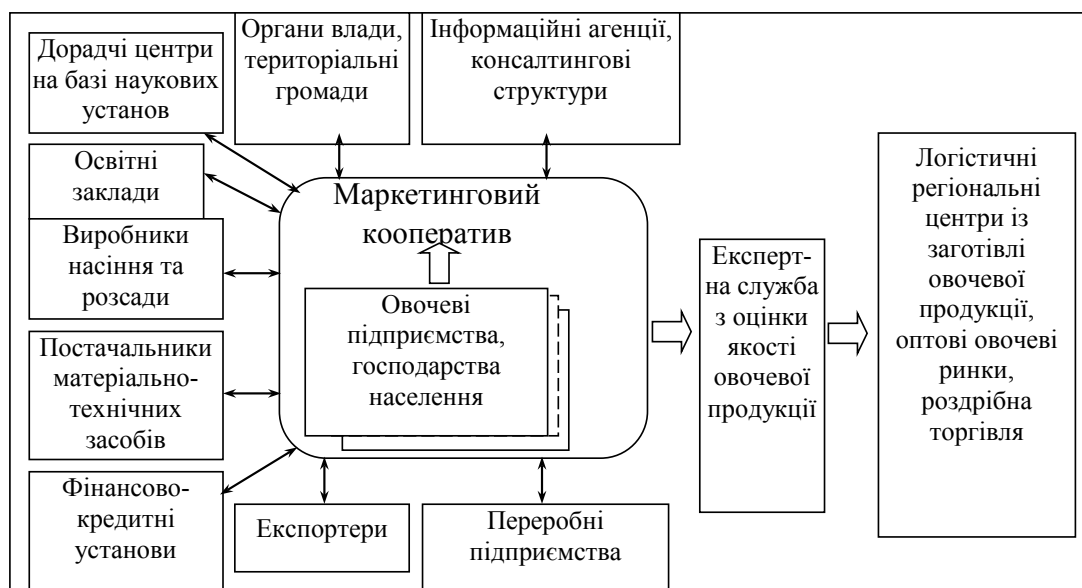 Дорадчі центри
на базі наукових
установ
Органи влади,
територіальні
громади
Інформаційні агенції,
консалтингові
структури
Освітні
заклади
Виробники
насіння та
розсади
Постачальники
матеріально-
технічних
засобів
Фінансово-
кредитні
установи
Маркетинговий
кооператив
Овочеві
підприємства,
господарства
населення
Експортери
Переробні
підприємства
Експерт-
на служба
з оцінки
якості
овочевої
продукції
Логістичні
регіональні
центри із
заготівлі
овочевої
продукції,
оптові овочеві
ринки,
роздрібна
торгівля